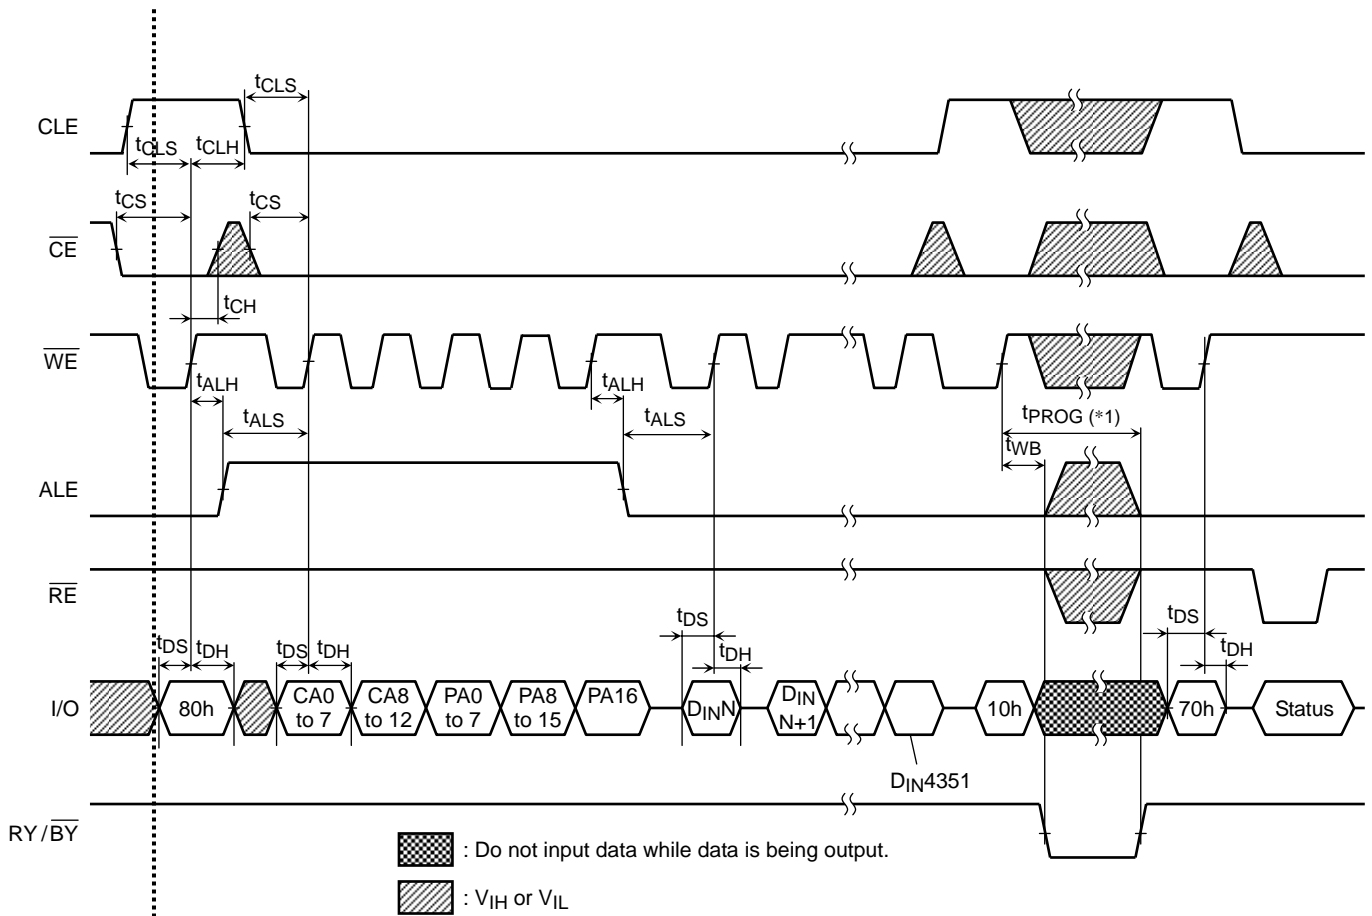 tCLS
CLE
tCLS tCLH
tCS tCS
CE
tCH
WE
tALH tALH
tALS tALS tPROG (*1)
tWB
ALE
RE
tDS tDH tDS tDH tDS tDH tDS tDH
I/O 80h CA0 to 7 CA8 to 12 PA0 to 7 PA8 to 15 PA16 DINN DIN N+1 10h 70h Status
DIN4351
RY/BY
: Do not input data while data is being output.
: VIH or VIL